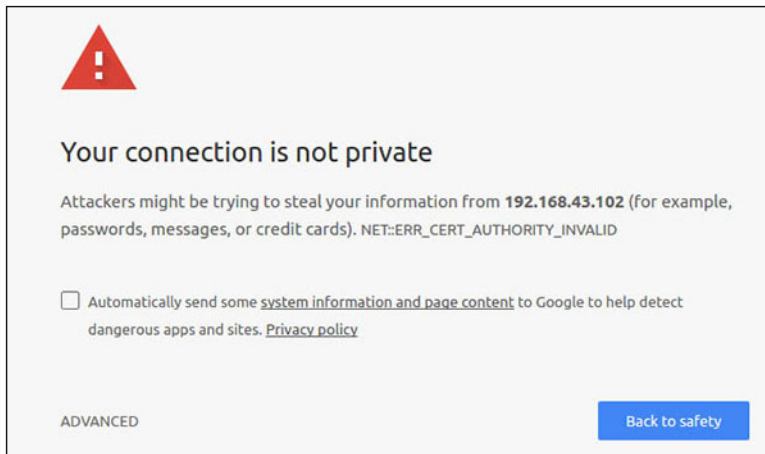 Your connection is not private
Attackers might be trying to steal your information from 192.168.43.102 (for example,
passwords, messages, or credit cards). NET::ERR_CERT_AUTHORITY_INVALID
Automatically send some system information and page content to Google to help detect
dangerous apps and sites. Privacy policy
ADVANCED
Back to safety